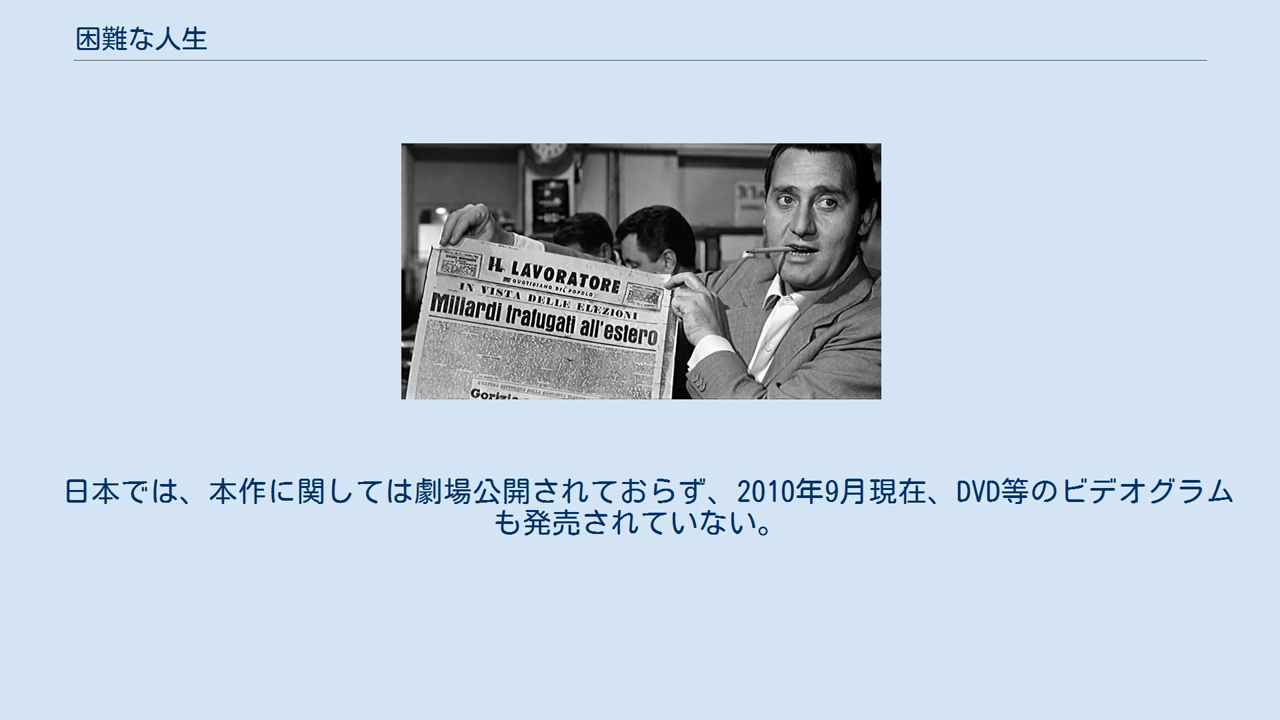 困難な人生
IL LAVORATORE
QUOTIDIANO DEL POPOLO
IN VISTA DELLE ELEZIONI
Miliardi trafugati all'estero
日本では、本作に関しては劇場公開されておらず、2010年9月現在、DVD等のビデオグラム
も発売されていない。